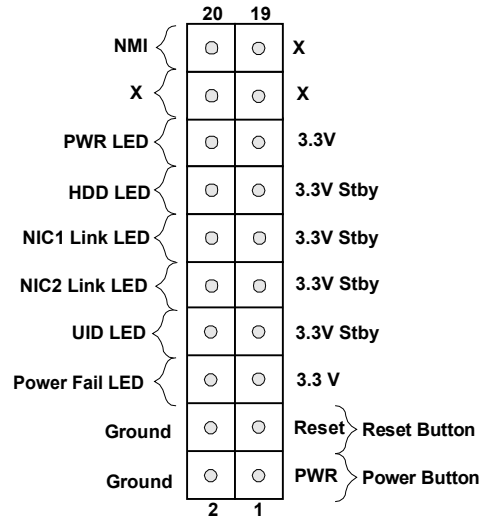 20 19
NMI X
X X
PWR LED 3.3V
HDD LED 3.3V Stby
NIC1 Link LED 3.3V Stby
NIC2 Link LED 3.3V Stby
UID LED 3.3V Stby
Power Fail LED 3.3 V
Ground Reset Reset Button
Ground PWR Power Button
2 1